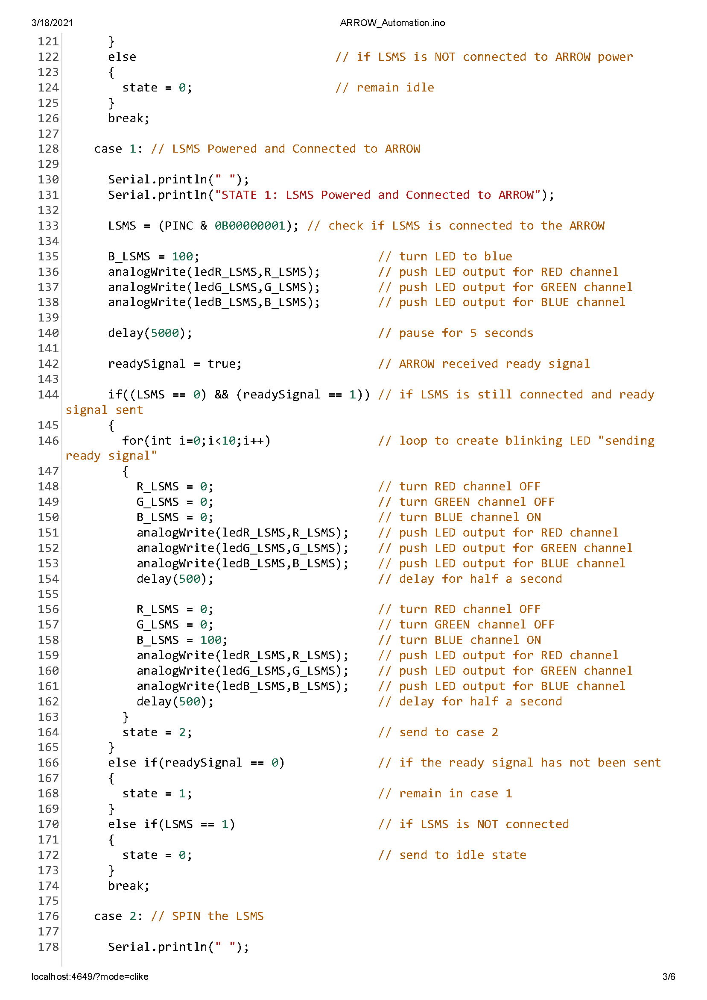 3/18/2021 ARROW_Automation.ino
121 }
122 else // if LSMS is NOT connected to ARROW power
123 {
124 state = 0; // remain idle
125 }
126 break;
127
128 case 1: // LSMS Powered and Connected to ARROW
129
130 Serial.println(" ");
131 Serial.println("STATE 1: LSMS Powered and Connected to ARROW");
132
133 LSMS = (PINC & 0B00000001); // check if LSMS is connected to the ARROW
134
135 B_LSMS = 100; // turn LED to blue
136 analogWrite(ledR_LSMS,R_LSMS); // push LED output for RED channel
137 analogWrite(ledG_LSMS,G_LSMS); // push LED output for GREEN channel
138 analogWrite(ledB_LSMS,B_LSMS); // push LED output for BLUE channel
139
140 delay(5000); // pause for 5 seconds
141
142 readySignal = true; // ARROW received ready signal
143
144 if((LSMS == 0) && (readySignal == 1)) // if LSMS is still connected and ready
signal sent
145 {
146 for(int i=0;i<10;i++) // loop to create blinking LED "sending
ready signal"
147 {
148 R_LSMS = 0; // turn RED channel OFF
149 G_LSMS = 0; // turn GREEN channel OFF
150 B_LSMS = 0; // turn BLUE channel ON
151 analogWrite(ledR_LSMS,R_LSMS); // push LED output for RED channel
152 analogWrite(ledG_LSMS,G_LSMS); // push LED output for GREEN channel
153 analogWrite(ledB_LSMS,B_LSMS); // push LED output for BLUE channel
154 delay(500); // delay for half a second
155
156 R_LSMS = 0; // turn RED channel OFF
157 G_LSMS = 0; // turn GREEN channel OFF
158 B_LSMS = 100; // turn BLUE channel ON
159 analogWrite(ledR_LSMS,R_LSMS); // push LED output for RED channel
160 analogWrite(ledG_LSMS,G_LSMS); // push LED output for GREEN channel
161 analogWrite(ledB_LSMS,B_LSMS); // push LED output for BLUE channel
162 delay(500); // delay for half a second
163 }
164 state = 2; // send to case 2
165 }
166 else if(readySignal == 0) // if the ready signal has not been sent
167 {
168 state = 1; // remain in case 1
169 }
170 else if(LSMS == 1) // if LSMS is NOT connected
171 {
172 state = 0; // send to idle state
173 }
174 break;
175
176 case 2: // SPIN the LSMS
177
178 Serial.println(" ");
localhost:4649/?mode=clike 3/6